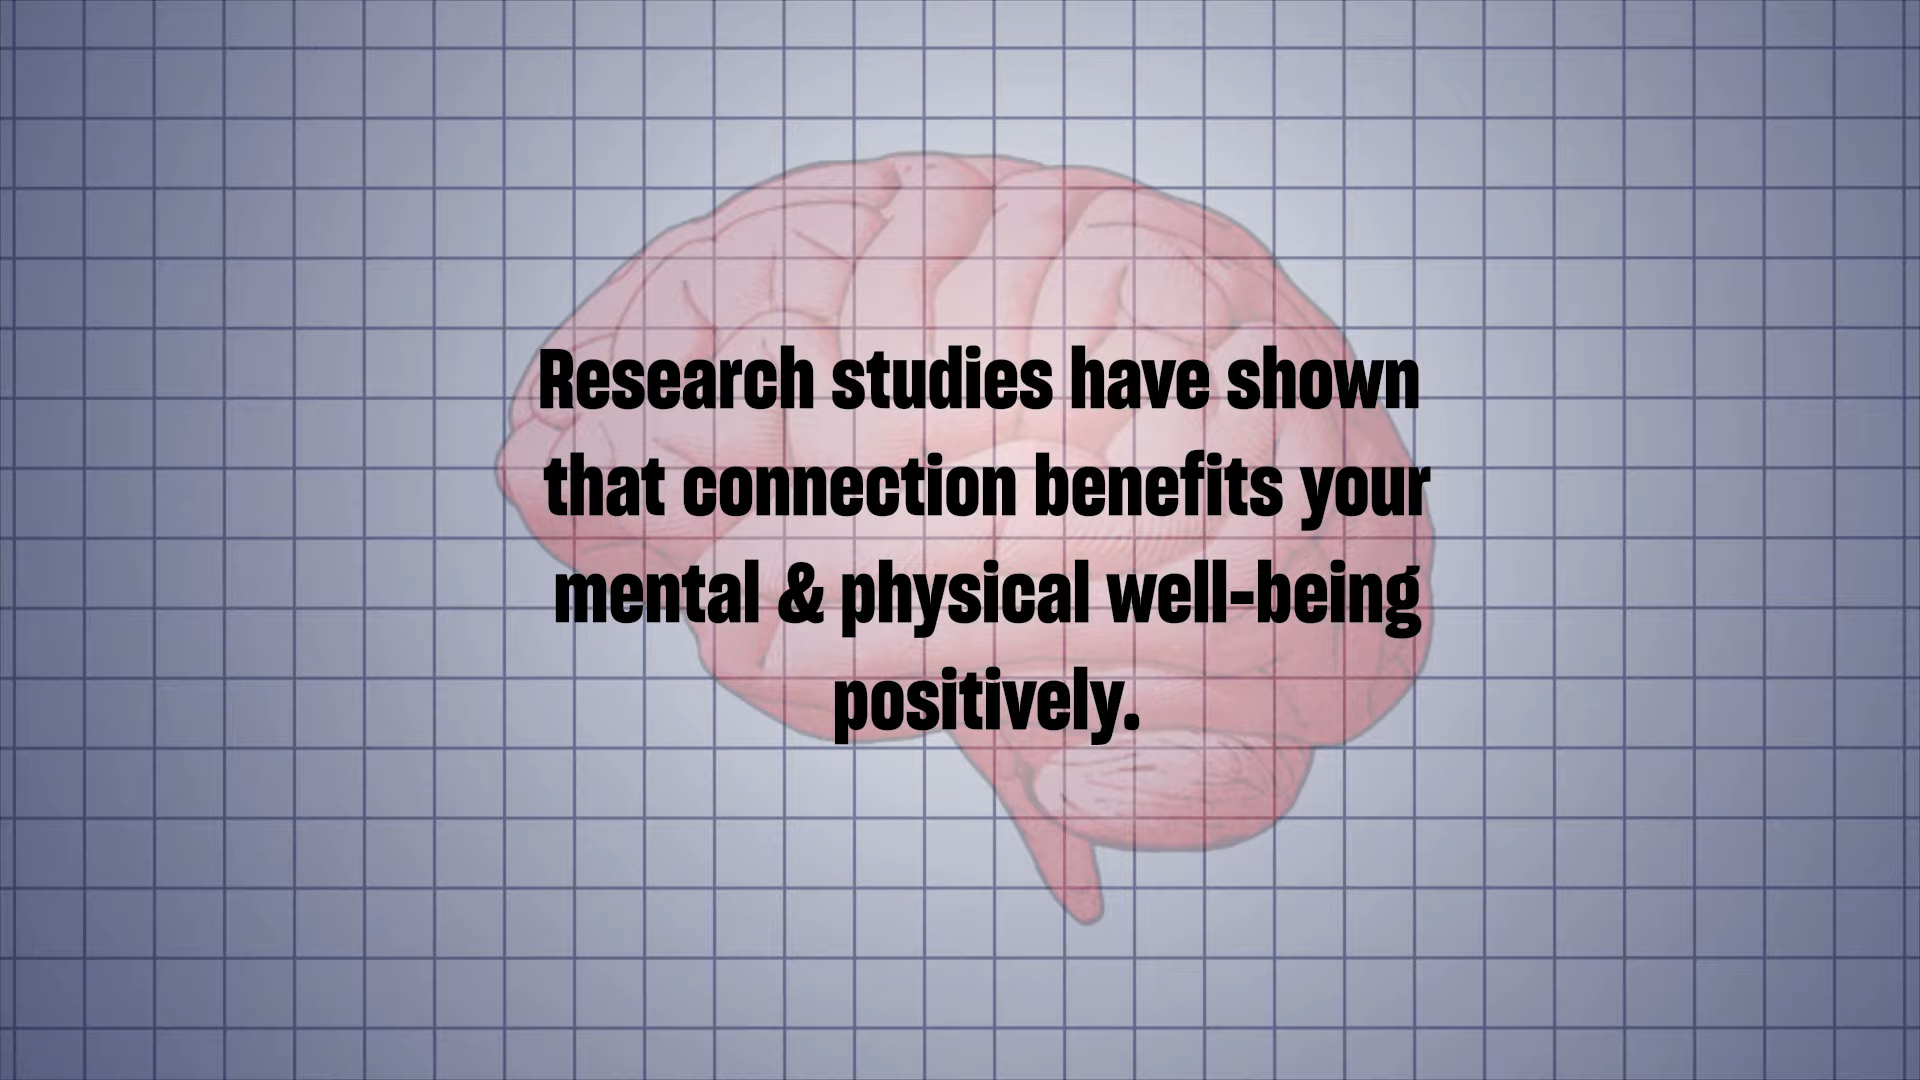 Research studies have shown
that connection benefits your
mental & physical well-being
positively.